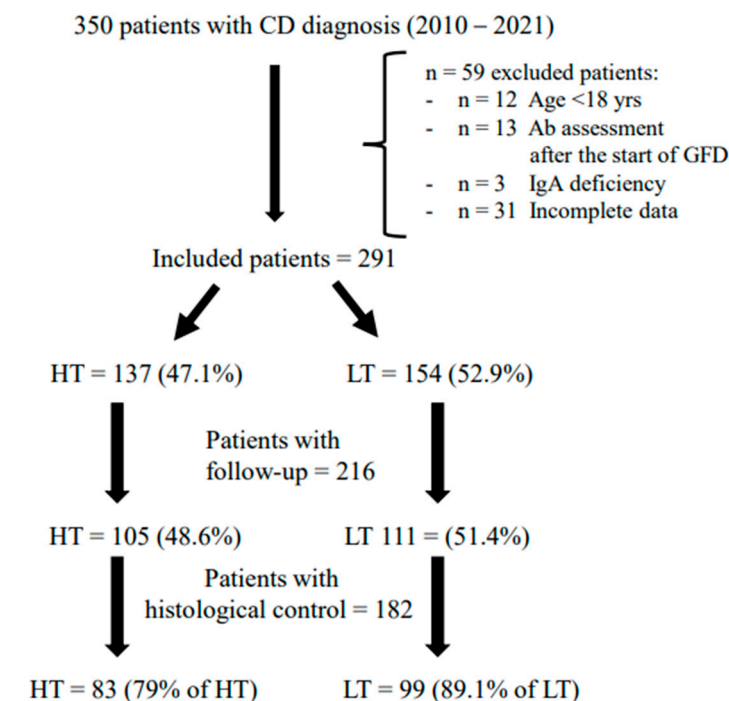 350 patients with CD diagnosis (2010 – 2021)
n = 59 excluded patients:
- n = 12 Age <18 yrs
- n = 13 Ab assessment
after the start of GFD
- n = 3 IgA deficiency
- n = 31 Incomplete data
Included patients = 291
HT = 137 (47.1%)
LT = 154 (52.9%)
Patients with
follow-up = 216
HT = 105 (48.6%)
LT 111 = (51.4%)
Patients with
histological control = 182
HT = 83 (79% of HT)
LT = 99 (89.1% of LT)